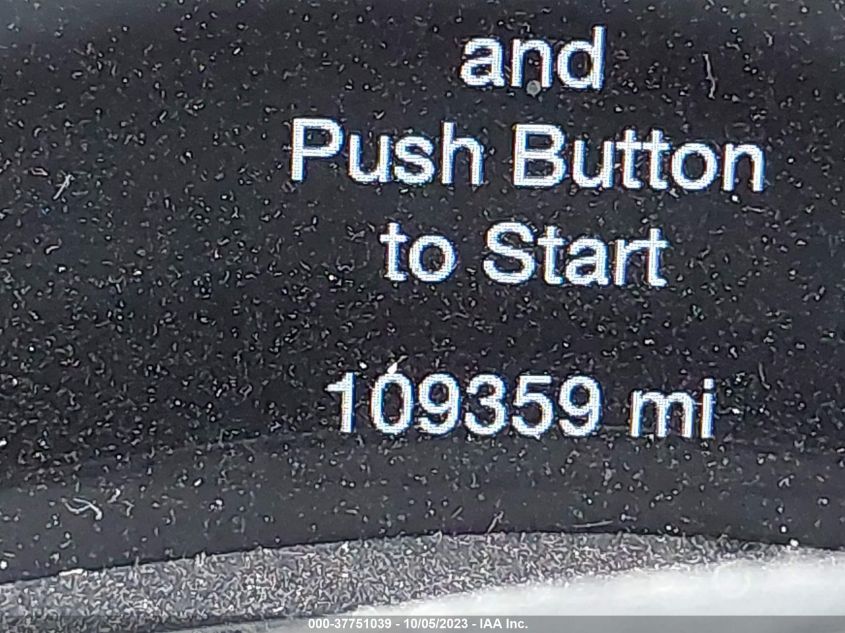 and
Push Button
to Start
109359 mi
000-37751039 - 10/05/2023 - IAA Inc.